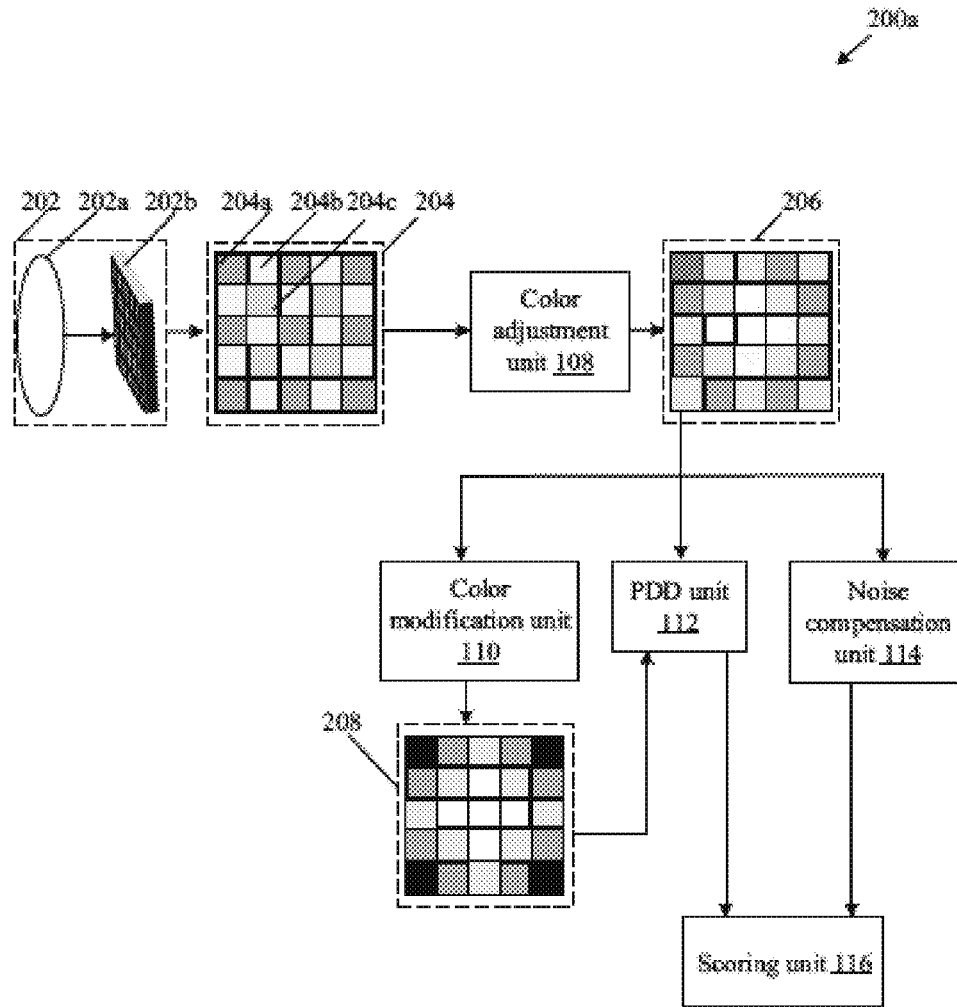 200a
202 202a 202b 204a 204b 204c 204 206
Color
adjustment
unit 108
Color
modification
unit
110
PDD unit
112
Noise
compensation
unit 114
208
Scoring unit 116